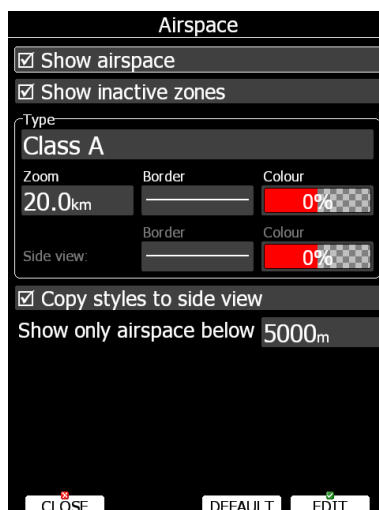 Airspace
Show airspace
Show inactive zones
Type
Class A
Zoom Border Colour
20.0km 0%
Border Colour
Side view: 0%
Copy styles to side view
Show only airspace below 5000m
CLOSE DEFAULT EDIT